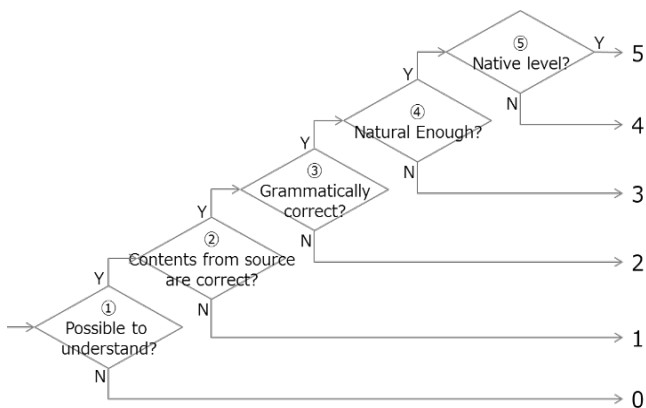 ⑤
Native level?
Y
5
N
4
④
Natural Enough?
Y
N
3
③
Grammatically
correct?
Y
N
2
②
Contents from source
are correct?
Y
N
1
①
Possible to
understand?
Y
N
0